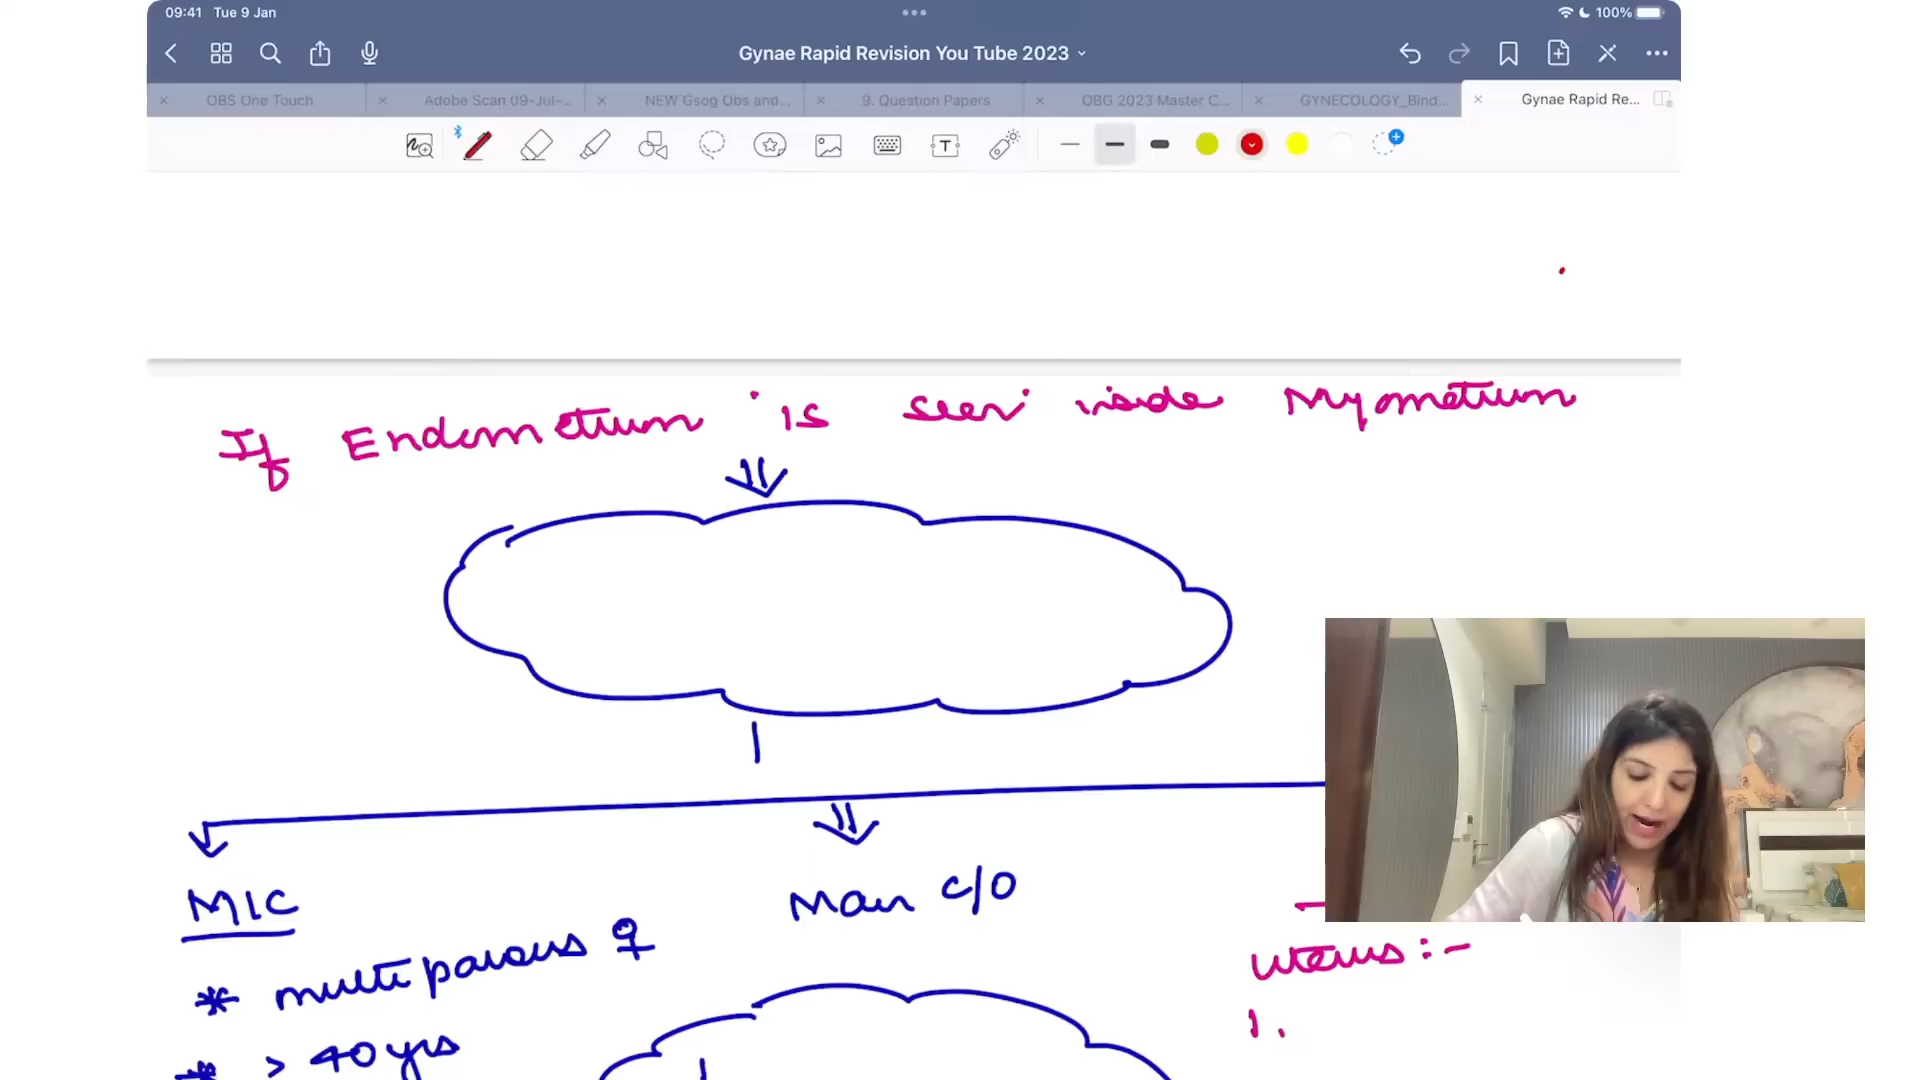 09:41 Tue 9 Jan
100%
Gynae Rapid Revision You Tube 2023
OBS One Touch
Adobe Scan 09-Jul-...
NEW Gsog Obs and...
9. Question Papers
OBG 2023 Master C...
GYNECOLOGY_Bind...
Gynae Rapid Re...
If Endometrium is seen inside Myometrium
MIC
Main C/O
* multiparous ♀
uterus :-
* > 40 yrs
1.